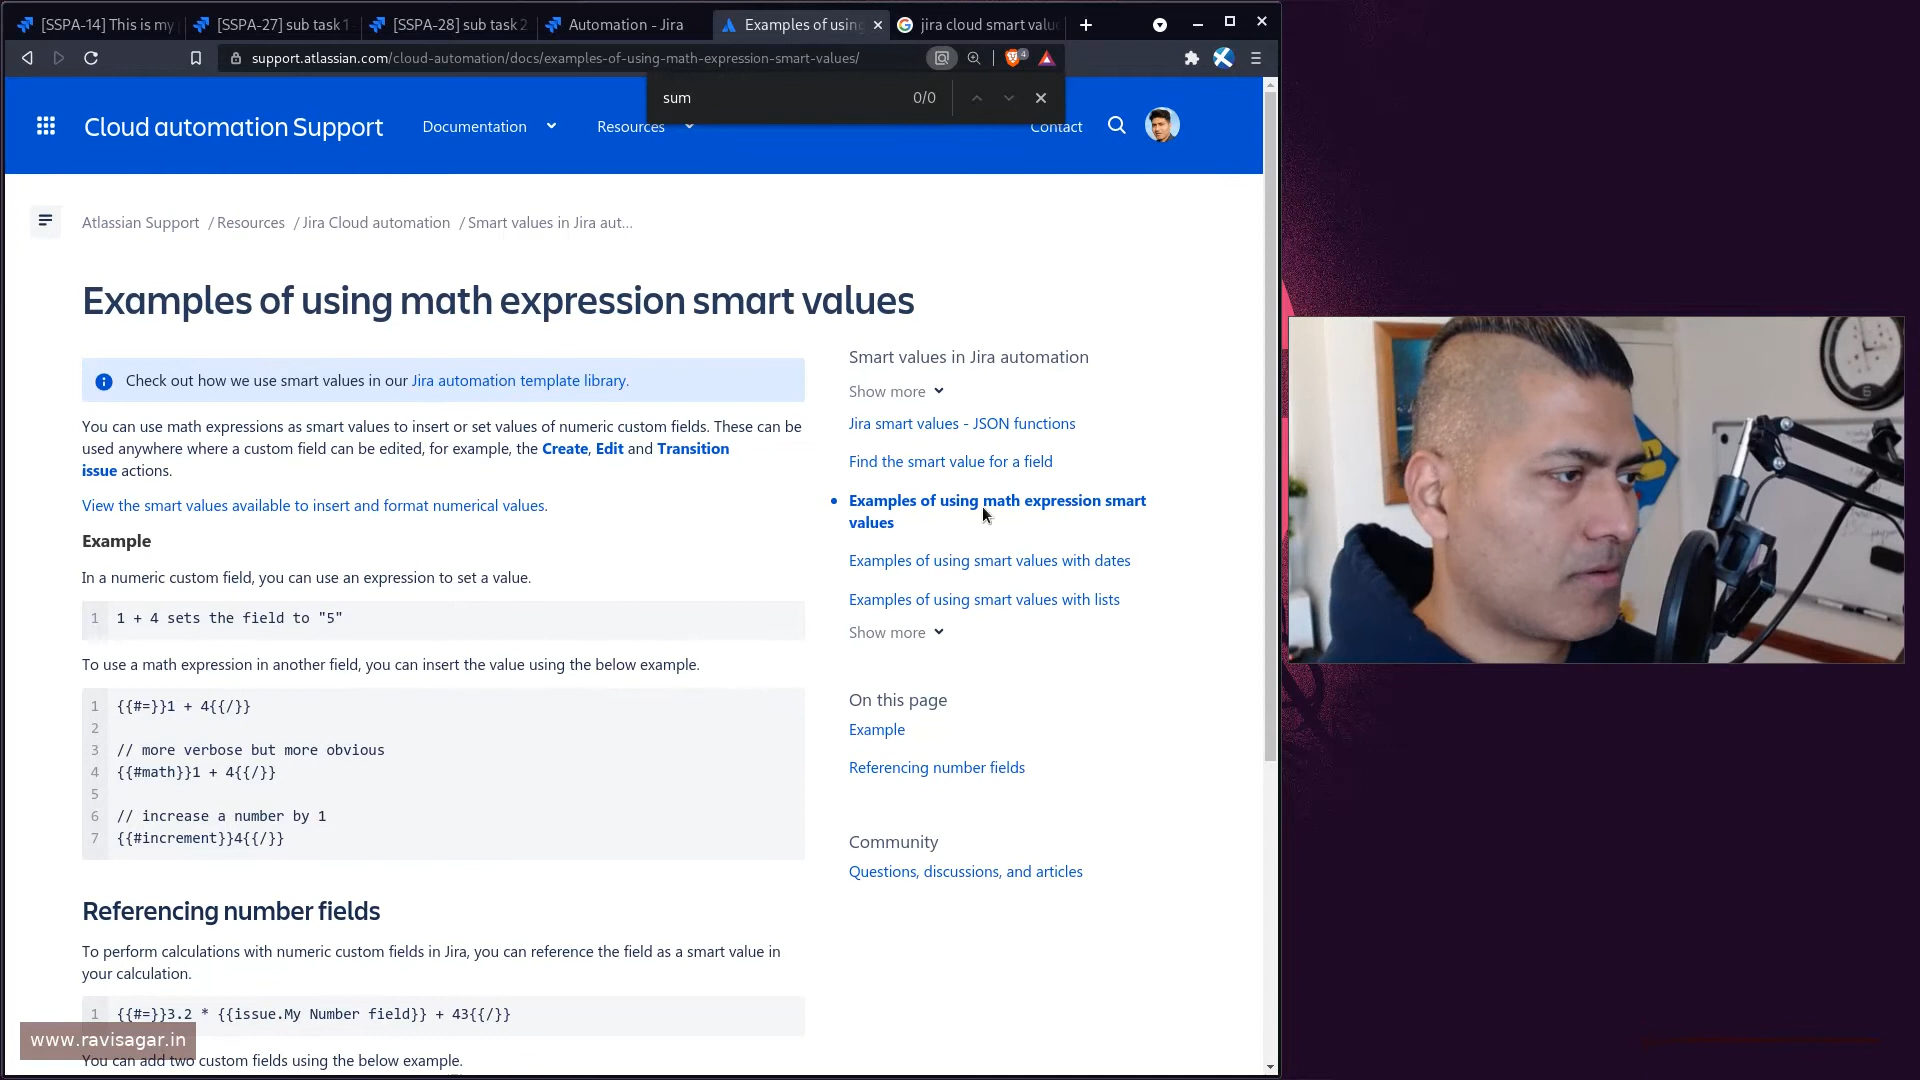 [SSPA-14] This is my
[SSPA-27] sub task 1
[SSPA-28] sub task 2
Automation - Jira
Examples of using
jira cloud smart value
support.atlassian.com/cloud-automation/docs/examples-of-using-math-expression-smart-values/
4
sum
0/0
Cloud automation Support
Documentation
Resources
Contact
Atlassian Support / Resources / Jira Cloud automation / Smart values in Jira aut...
Examples of using math expression smart values
Check out how we use smart values in our Jira automation template library.
You can use math expressions as smart values to insert or set values of numeric custom fields. These can be
used anywhere where a custom field can be edited, for example, the Create, Edit and Transition
issue actions.
View the smart values available to insert and format numerical values.
Example
In a numeric custom field, you can use an expression to set a value.
1 1 + 4 sets the field to "5"
To use a math expression in another field, you can insert the value using the below example.
1 {{#=}}1 + 4{{/}}
2
3 // more verbose but more obvious
4 {{#math}}1 + 4{{/}}
5
6 // increase a number by 1
7 {{#increment}}4{{/}}
Referencing number fields
To perform calculations with numeric custom fields in Jira, you can reference the field as a smart value in
your calculation.
1 {{#=}}3.2 * {{issue.My Number field}} + 43{{/}}
You can add two custom fields using the below example.
Smart values in Jira automation
Show more
Jira smart values - JSON functions
Find the smart value for a field
Examples of using math expression smart
values
Examples of using smart values with dates
Examples of using smart values with lists
Show more
On this page
Example
Referencing number fields
Community
Questions, discussions, and articles
www.ravisagar.in